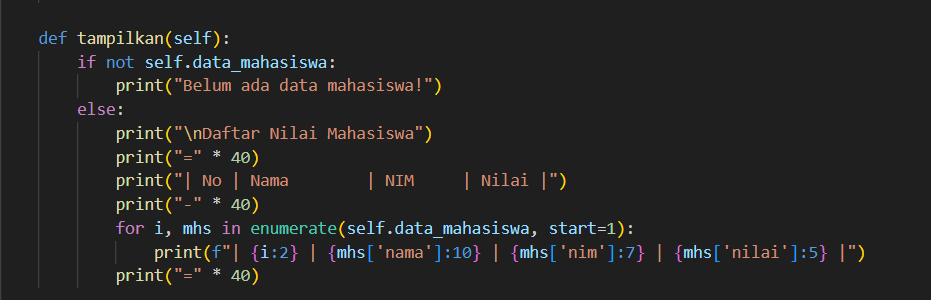 def tampilkan(self):
    if not self.data_mahasiswa:
        print("Belum ada data mahasiswa!")
    else:
        print("\nDaftar Nilai Mahasiswa")
        print("=" * 40)
        print("| No | Nama        | NIM     | Nilai |")
        print("-" * 40)
        for i, mhs in enumerate(self.data_mahasiswa, start=1):
            print(f"| {i:2} | {mhs['nama']:10} | {mhs['nim']:7} | {mhs['nilai']:5} |")
        print("=" * 40)